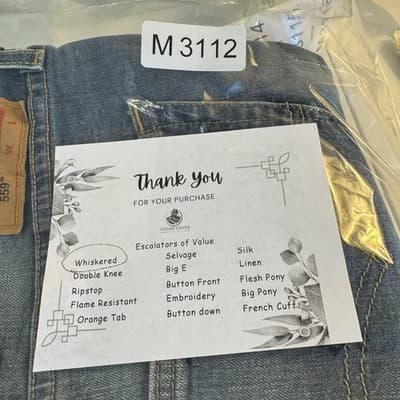 M 3112
Thank You
FOR YOUR PURCHASE
Escalators of Value
Whiskered
Double Knee
Ripstop
Flame Resistant
Orange Tab
Selvage
Big E
Button Front
Embroidery
Button down
Silk
Linen
Flesh Pony
Big Pony
French Cuff
559
W
L